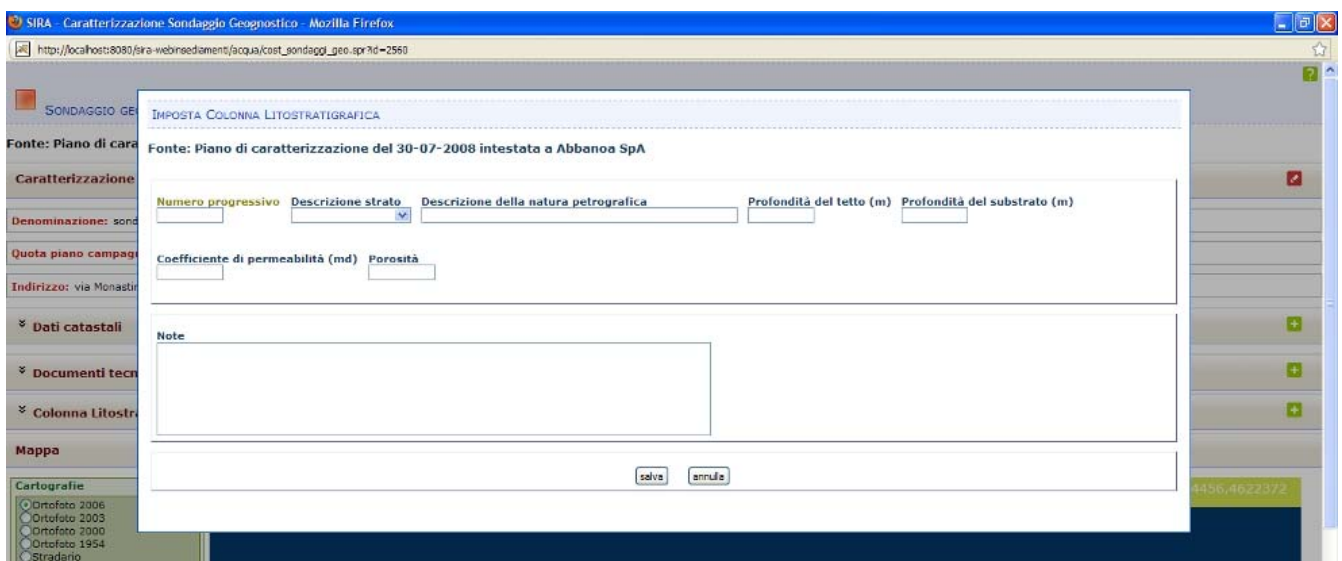 SIRA - Caratterizzazione Sondaggio Geognostico - Mozilla Firefox
http://localhost:8080/sira-webinsediamenti/acqua/cost_sondaggi_geo.spr?id=2560
?
SONDAGGIO GE
IMPOSTA COLONNA LITOSTRATIGRAFICA
Fonte: Piano di cara
Fonte: Piano di caratterizzazione del 30-07-2008 intestata a Abbanoa SpA
Caratterizzazione
Numero progressivo Descrizione strato Descrizione della natura petrografica Profondità del tetto (m) Profondità del substrato (m)
Denominazione: sond
Quota piano campag
Coefficiente di permeabilitá (md) Porosità
Indirizzo: via Monastir
Dati catastali
Note
Documenti tecn
Colonna Litostra
Mappa
salva annulla
Cartografie
4456,4622372
Ortofoto 2006
Ortofoto 2003
Ortofoto 2000
Ortofoto 1954
Stradario